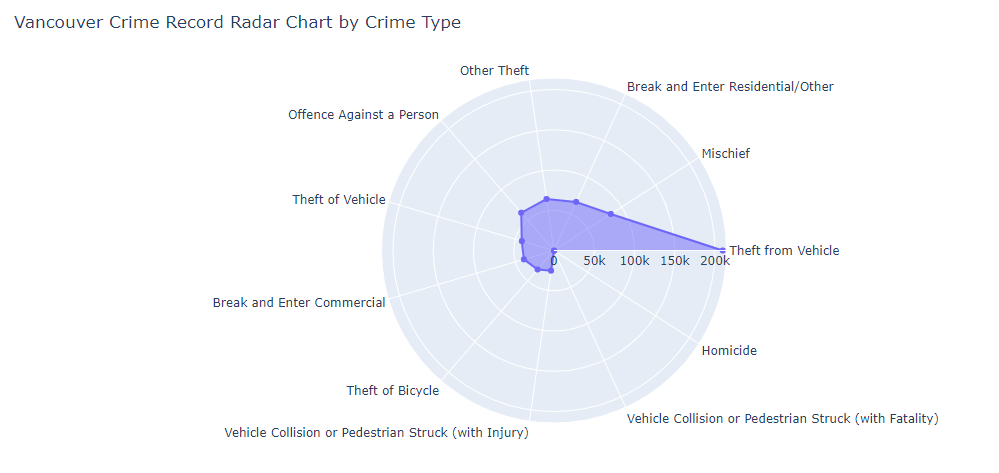 Vancouver Crime Record Radar Chart by Crime Type
Other Theft
Break and Enter Residential/Other
Offence Against a Person
Mischief
Theft of Vehicle
Theft from Vehicle
0 50k 100k 150k 200k
Break and Enter Commercial
Homicide
Theft of Bicycle
Vehicle Collision or Pedestrian Struck (with Fatality)
Vehicle Collision or Pedestrian Struck (with Injury)